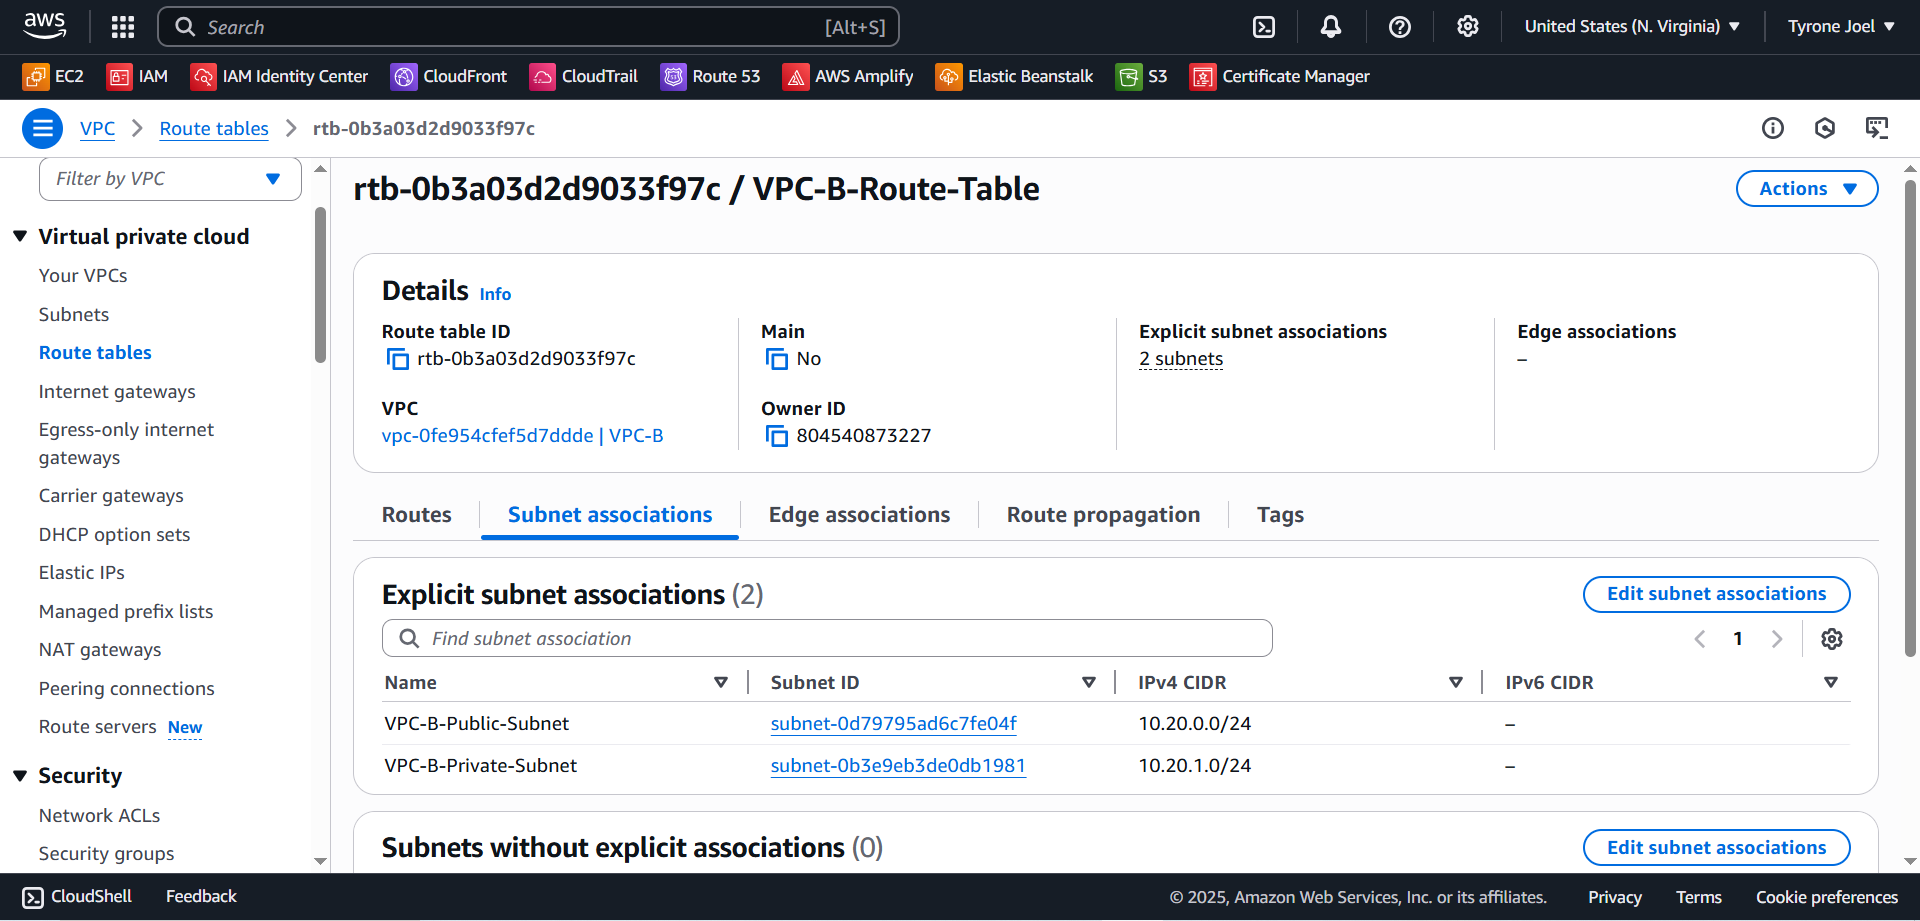 aws
Search [Alt+S]
United States (N. Virginia)
Tyrone Joel
EC2
IAM
IAM Identity Center
CloudFront
CloudTrail
Route 53
AWS Amplify
Elastic Beanstalk
S3
Certificate Manager
VPC
Route tables
rtb-0b3a03d2d9033f97c
Filter by VPC
Virtual private cloud
Your VPCs
Subnets
Route tables
Internet gateways
Egress-only internet
gateways
Carrier gateways
DHCP option sets
Elastic IPs
Managed prefix lists
NAT gateways
Peering connections
Route servers New
Security
Network ACLs
Security groups
rtb-0b3a03d2d9033f97c / VPC-B-Route-Table
Actions
Details Info
Route table ID
rtb-0b3a03d2d9033f97c
Main
No
Explicit subnet associations
2 subnets
Edge associations
–
VPC
vpc-0fe954cfef5d7ddde | VPC-B
Owner ID
804540873227
Routes
Subnet associations
Edge associations
Route propagation
Tags
Explicit subnet associations (2)
Edit subnet associations
Find subnet association
1
Name Subnet ID IPv4 CIDR IPv6 CIDR
VPC-B-Public-Subnet subnet-0d79795ad6c7fe04f 10.20.0.0/24 –
VPC-B-Private-Subnet subnet-0b3e9eb3de0db1981 10.20.1.0/24 –
Subnets without explicit associations (0)
Edit subnet associations
CloudShell
Feedback
© 2025, Amazon Web Services, Inc. or its affiliates.
Privacy
Terms
Cookie preferences